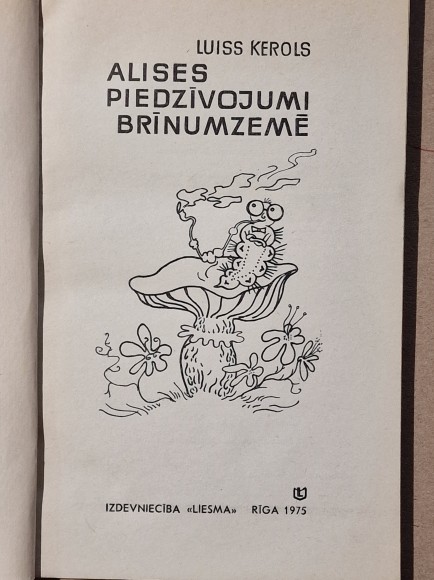 LUISS KEROLS
ALISES
PIEDZĪVOJUMI
BRĪNUMZEMĒ
IZDEVNIECĪBA «LIESMA» RĪGA 1975